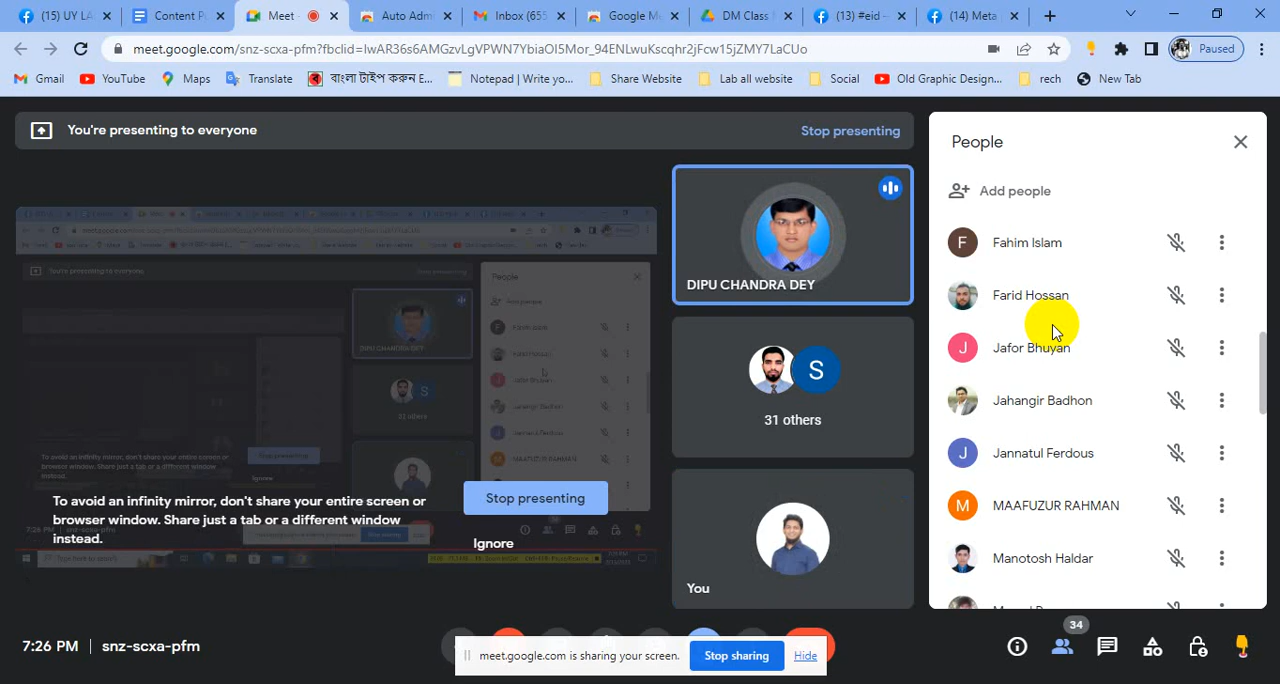 (15) UY LA
Content P
Meet -
Auto Adm
Inbox (655
Google M
DM Class
(13) #eid –
(14) Meta
meet.google.com/snz-scxa-pfm?fbclid=IwAR36s6AMGzvLgVPWN7YbiaOI5Mor_94ENLwuKscqhr2jFcw15jZMY7LaCUo
Paused
Gmail
YouTube
Maps
Translate
বাংলা টাইপ করুন E...
Notepad | Write yo...
Share Website
Lab all website
Social
Old Graphic Design...
rech
New Tab
You're presenting to everyone
Stop presenting
People
Add people
Fahim Islam
Farid Hossan
Jafor Bhuyan
Jahangir Badhon
Jannatul Ferdous
MAAFUZUR RAHMAN
Manotosh Haldar
DIPU CHANDRA DEY
S
31 others
You
F
J
J
M
To avoid an infinity mirror, don't share your entire screen or
browser window. Share just a tab or a different window
instead.
Stop presenting
Ignore
7:26 PM
snz-scxa-pfm
34
meet.google.com is sharing your screen.
Stop sharing
Hide